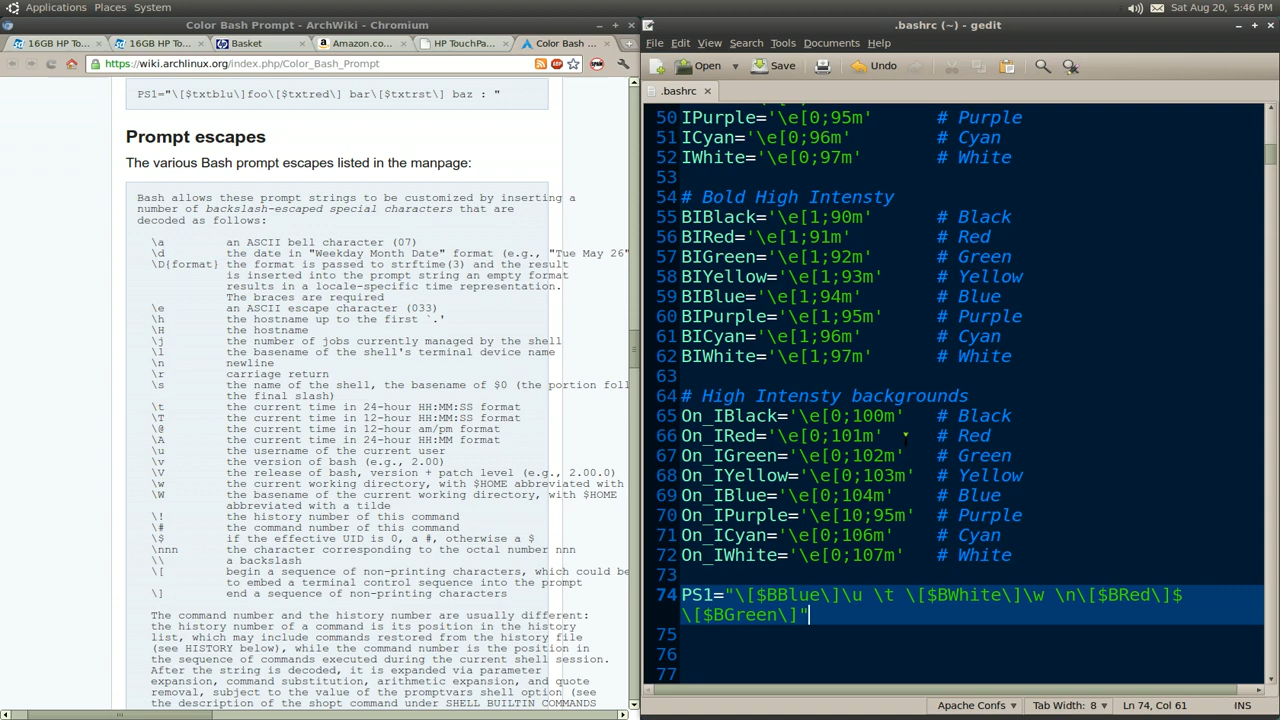 Applications Places System
Sat Aug 20, 5:46 PM
Color Bash Prompt - ArchWiki - Chromium
16GB HP To...
16GB HP To...
Basket
Amazon.co...
HP TouchPa...
Color Bash ...
https://wiki.archlinux.org/index.php/Color_Bash_Prompt
PS1="\[$txtblu\]foo\[$txtred\] bar\[$txtrst\] baz : "
Prompt escapes
The various Bash prompt escapes listed in the manpage:
Bash allows these prompt strings to be customized by inserting a
number of backslash-escaped special characters that are
decoded as follows:
\a an ASCII bell character (07)
\d the date in "Weekday Month Date" format (e.g., "Tue May 26"
\D{format} the format is passed to strftime(3) and the result
is inserted into the prompt string an empty format
results in a locale-specific time representation.
The braces are required
\e an ASCII escape character (033)
\h the hostname up to the first `.'
\H the hostname
\j the number of jobs currently managed by the shell
\l the basename of the shell's terminal device name
\n newline
\r carriage return
\s the name of the shell, the basename of $0 (the portion foll
the final slash)
\t the current time in 24-hour HH:MM:SS format
\T the current time in 12-hour HH:MM:SS format
\@ the current time in 12-hour am/pm format
\A the current time in 24-hour HH:MM format
\u the username of the current user
\v the version of bash (e.g., 2.00)
\V the release of bash, version + patch level (e.g., 2.00.0)
\w the current working directory, with $HOME abbreviated with
\W the basename of the current working directory, with $HOME
abbreviated with a tilde
\! the history number of this command
\# the command number of this command
\$ if the effective UID is 0, a #, otherwise a $
\nnn the character corresponding to the octal number nnn
\\ a backslash
\[ begin a sequence of non-printing characters, which could be
to embed a terminal control sequence into the prompt
\] end a sequence of non-printing characters
The command number and the history number are usually different:
the history number of a command is its position in the history
list, which may include commands restored from the history file
(see HISTORY below), while the command number is the position in
the sequence of commands executed during the current shell session.
After the string is decoded, it is expanded via parameter
expansion, command substitution, arithmetic expansion, and quote
removal, subject to the value of the promptvars shell option (see
the description of the shopt command under SHELL BUILTIN COMMANDS
.bashrc (~) - gedit
File Edit View Search Tools Documents Help
Open Save Undo
.bashrc
50 IPurple='\e[0;95m' # Purple
51 ICyan='\e[0;96m' # Cyan
52 IWhite='\e[0;97m' # White
53
54 # Bold High Intensty
55 BIBlack='\e[1;90m' # Black
56 BIRed='\e[1;91m' # Red
57 BIGreen='\e[1;92m' # Green
58 BIYellow='\e[1;93m' # Yellow
59 BIBlue='\e[1;94m' # Blue
60 BIPurple='\e[1;95m' # Purple
61 BICyan='\e[1;96m' # Cyan
62 BIWhite='\e[1;97m' # White
63
64 # High Intensty backgrounds
65 On_IBlack='\e[0;100m' # Black
66 On_IRed='\e[0;101m' # Red
67 On_IGreen='\e[0;102m' # Green
68 On_IYellow='\e[0;103m' # Yellow
69 On_IBlue='\e[0;104m' # Blue
70 On_IPurple='\e[10;95m' # Purple
71 On_ICyan='\e[0;106m' # Cyan
72 On_IWhite='\e[0;107m' # White
73
74 PS1="\[$BBlue\]\u \t \[$BWhite\]\w \n\[$BRed\]$
\[$BGreen\]"
75
76
77
Apache Confs Tab Width: 8 Ln 74, Col 61 INS